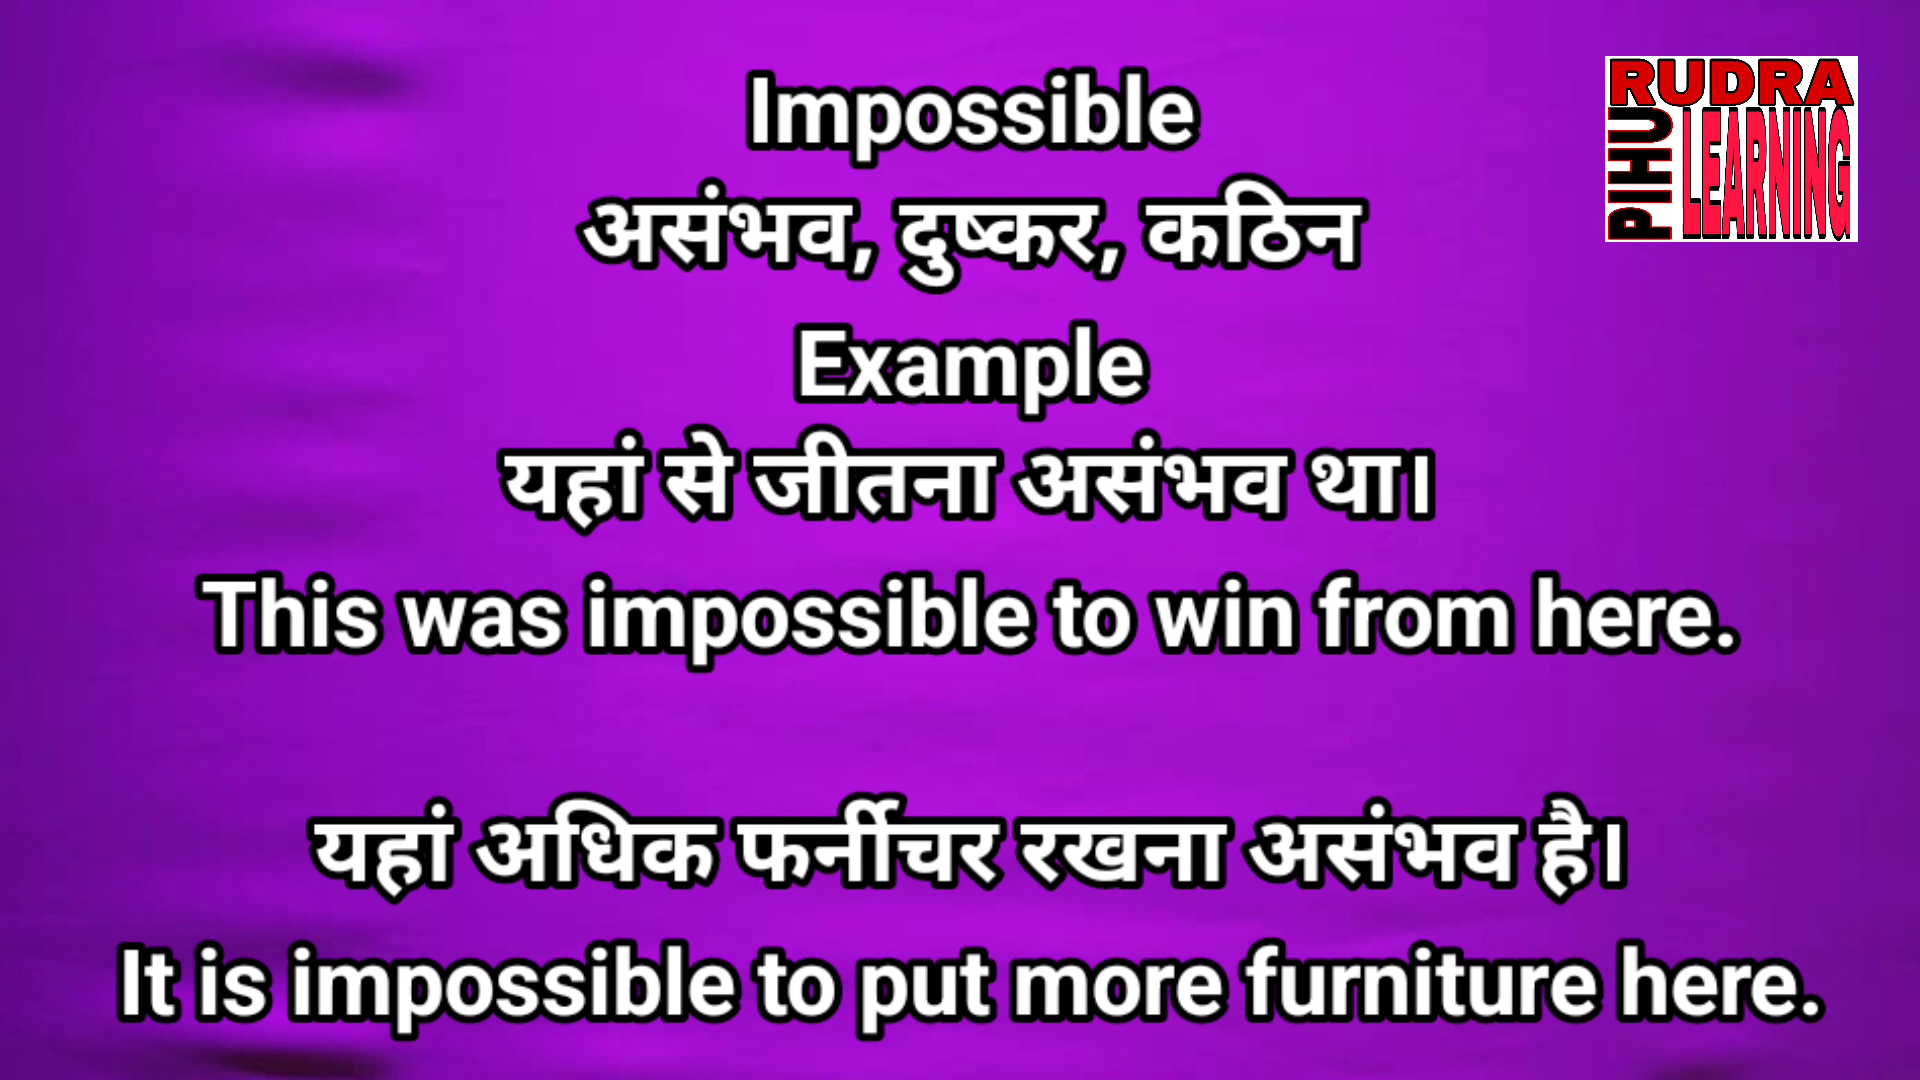 RUDRA
PIHU
LEARNING
Impossible
असंभव, दुष्कर, कठिन
Example
यहां से जीतना असंभव था।
This was impossible to win from here.
यहां अधिक फर्नीचर रखना असंभव है।
It is impossible to put more furniture here.